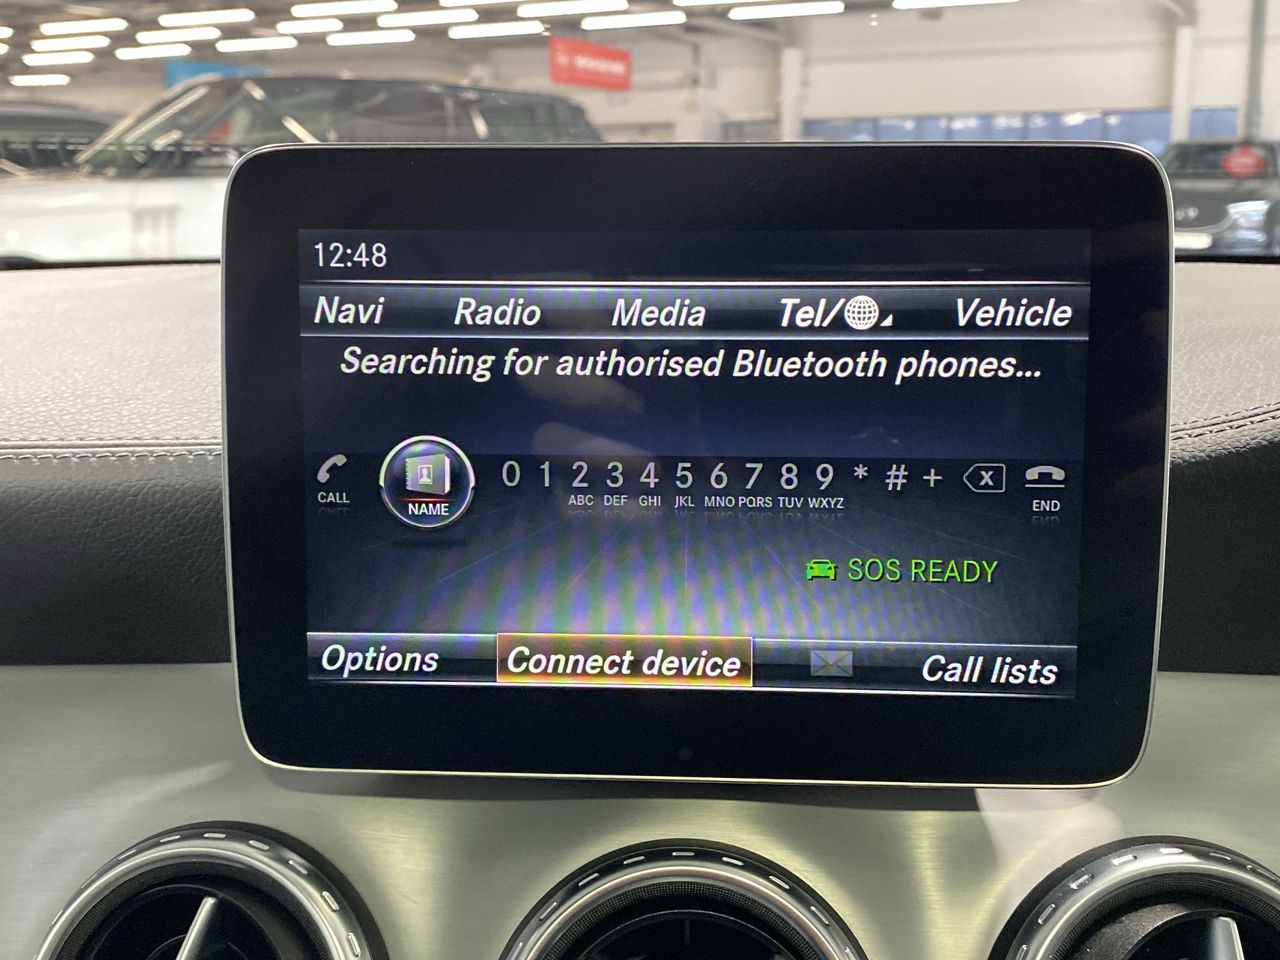 12:48
Navi Radio Media Tel/ Vehicle
Searching for authorised Bluetooth phones...
CALL NAME 0 1 2 ABC 3 DEF 4 GHI 5 JKL 6 MNO 7 PQRS 8 TUV 9 WXYZ * # + X END
SOS READY
Options Connect device Call lists